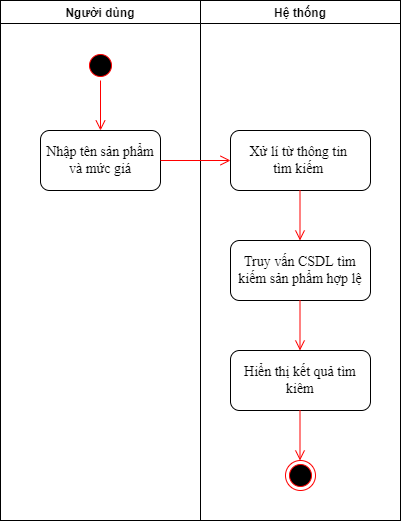 Người dùng
Hệ thống
Nhập tên sản phẩm
và mức giá
Xử lí từ thông tin
tìm kiếm
Truy vấn CSDL tìm
kiếm sản phẩm hợp lệ
Hiển thị kết quả tìm
kiêm